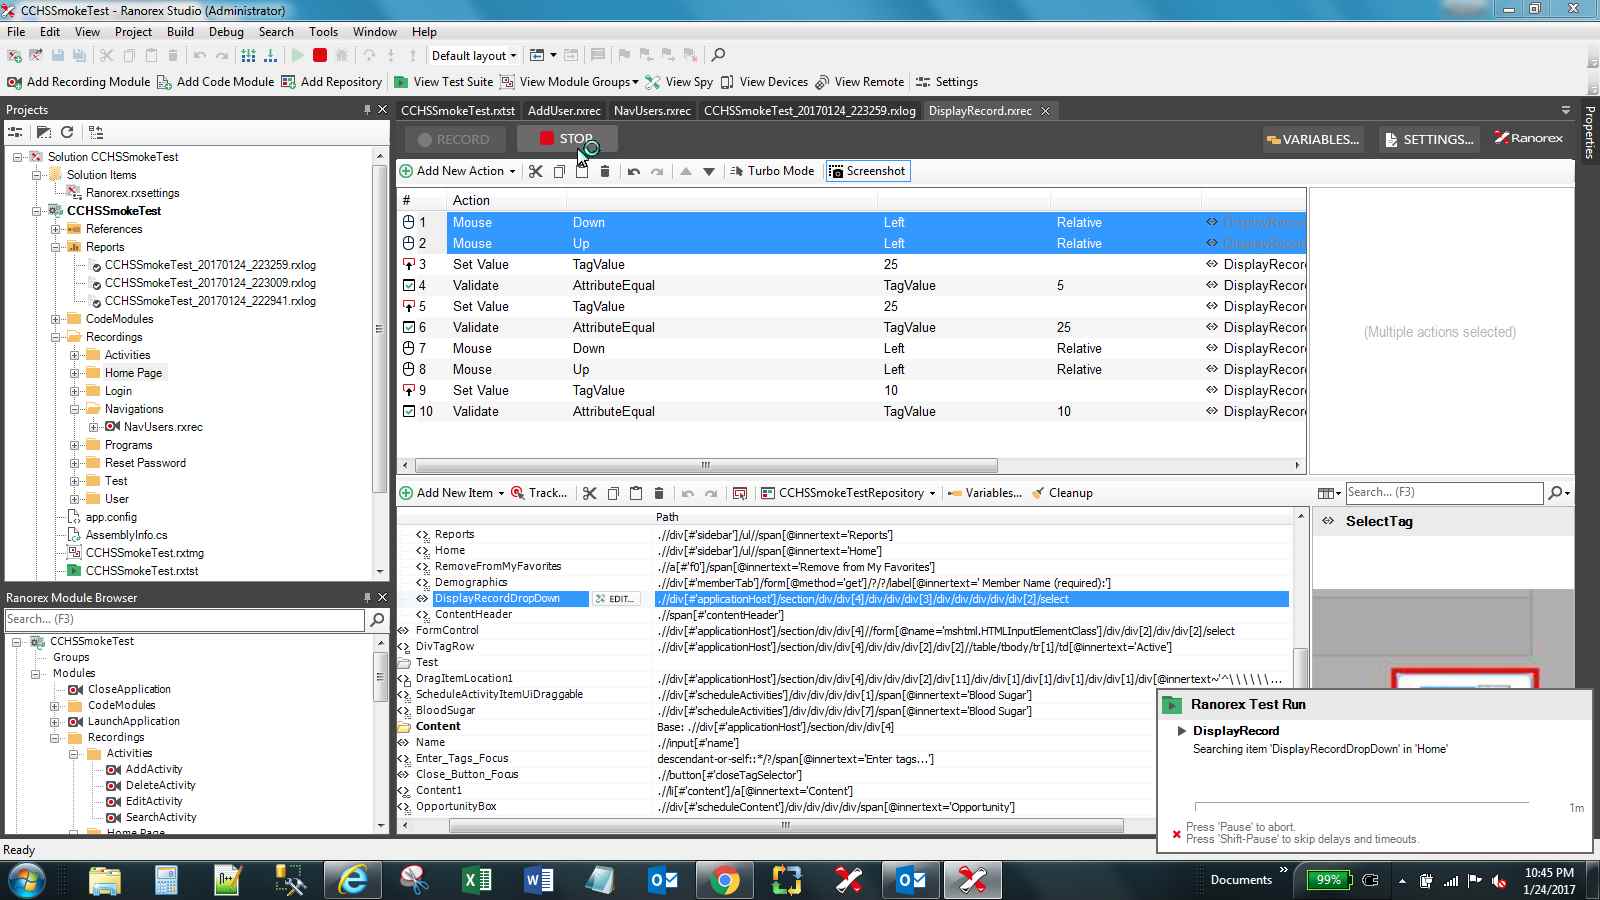 CCHSSmokeTest - Ranorex Studio (Administrator)
File Edit View Project Build Debug Search Tools Window Help
Default layout
Add Recording Module Add Code Module Add Repository View Test Suite View Module Groups View Spy View Devices View Remote Settings
Projects
Solution CCHSSmokeTest
Solution Items
Ranorex.rxsettings
CCHSSmokeTest
References
Reports
CCHSSmokeTest_20170124_223259.rxlog
CCHSSmokeTest_20170124_223009.rxlog
CCHSSmokeTest_20170124_222941.rxlog
CodeModules
Recordings
Activities
Home Page
Login
Navigations
NavUsers.rxrec
Programs
Reset Password
Test
User
app.config
AssemblyInfo.cs
CCHSSmokeTest.rxtmg
CCHSSmokeTest.rxtst
Ranorex Module Browser
Search... (F3)
CCHSSmokeTest
Groups
Modules
CloseApplication
CodeModules
LaunchApplication
Recordings
Activities
AddActivity
DeleteActivity
EditActivity
SearchActivity
Home Page
CCHSSmokeTest.rxtst AddUser.rxrec NavUsers.rxrec CCHSSmokeTest_20170124_223259.rxlog DisplayRecord.rxrec
RECORD STOP VARIABLES... SETTINGS... Ranorex
Properties
Add New Action Turbo Mode Screenshot
# Action
1 Mouse Down Left Relative DisplayRecor
2 Mouse Up Left Relative DisplayRecor
3 Set Value TagValue 25 DisplayRecor
4 Validate AttributeEqual TagValue 5 DisplayRecor
5 Set Value TagValue 25 DisplayRecor
6 Validate AttributeEqual TagValue 25 DisplayRecor
7 Mouse Down Left Relative DisplayRecor
8 Mouse Up Left Relative DisplayRecor
9 Set Value TagValue 10 DisplayRecor
10 Validate AttributeEqual TagValue 10 DisplayRecor
(Multiple actions selected)
Add New Item Track... CCHSSmokeTestRepository Variables... Cleanup Search... (F3)
Path
Reports .//div[#'sidebar']/ul//span[@innertext='Reports']
Home .//div[#'sidebar']/ul//span[@innertext='Home']
RemoveFromMyFavorites .//a[#'f0']/span[@innertext='Remove from My Favorites']
Demographics .//div[#'memberTab']/form[@method='get']/?/?/label[@innertext=' Member Name (required):']
DisplayRecordDropDown EDIT... .//div[#'applicationHost']/section/div/div[4]/div/div/div[3]/div/div/div/div/div[2]/select
ContentHeader .//span[#'contentHeader']
FormControl .//div[#'applicationHost']/section/div/div[4]//form[@name='mshtml.HTMLInputElementClass']/div/div[2]/div/div[2]/select
DivTagRow .//div[#'applicationHost']/section/div/div[4]/div/div/div[2]/div[2]//table/tbody/tr[1]/td[@innertext='Active']
Test
DragItemLocation1 .//div[#'applicationHost']/section/div/div[4]/div/div/div[2]/div[11]/div/div[1]/div[1]/div[1]/div[1]/div[@innertext~'^\\\\\\...
ScheduleActivityItemUiDraggable .//div[#'scheduleActivities']/div/div/div[1]/span[@innertext='Blood Sugar']
BloodSugar .//div[#'scheduleActivities']/div/div/div[7]/span[@innertext='Blood Sugar']
Content Base: .//div[#'applicationHost']/section/div/div[4]
Name .//input[#'name']
Enter_Tags_Focus descendant-or-self::*/?/span[@innertext='Enter tags...']
Close_Button_Focus .//button[#'closeTagSelector']
Content1 .//li[#'content']/a[@innertext='Content']
OpportunityBox .//div[#'scheduleContent']/div/div/div/div/span[@innertext='Opportunity']
SelectTag
Ranorex Test Run
DisplayRecord
Searching item 'DisplayRecordDropDown' in 'Home'
1m
Press 'Pause' to abort.
Press 'Shift-Pause' to skip delays and timeouts.
Ready
Documents 99% 10:45 PM
1/24/2017